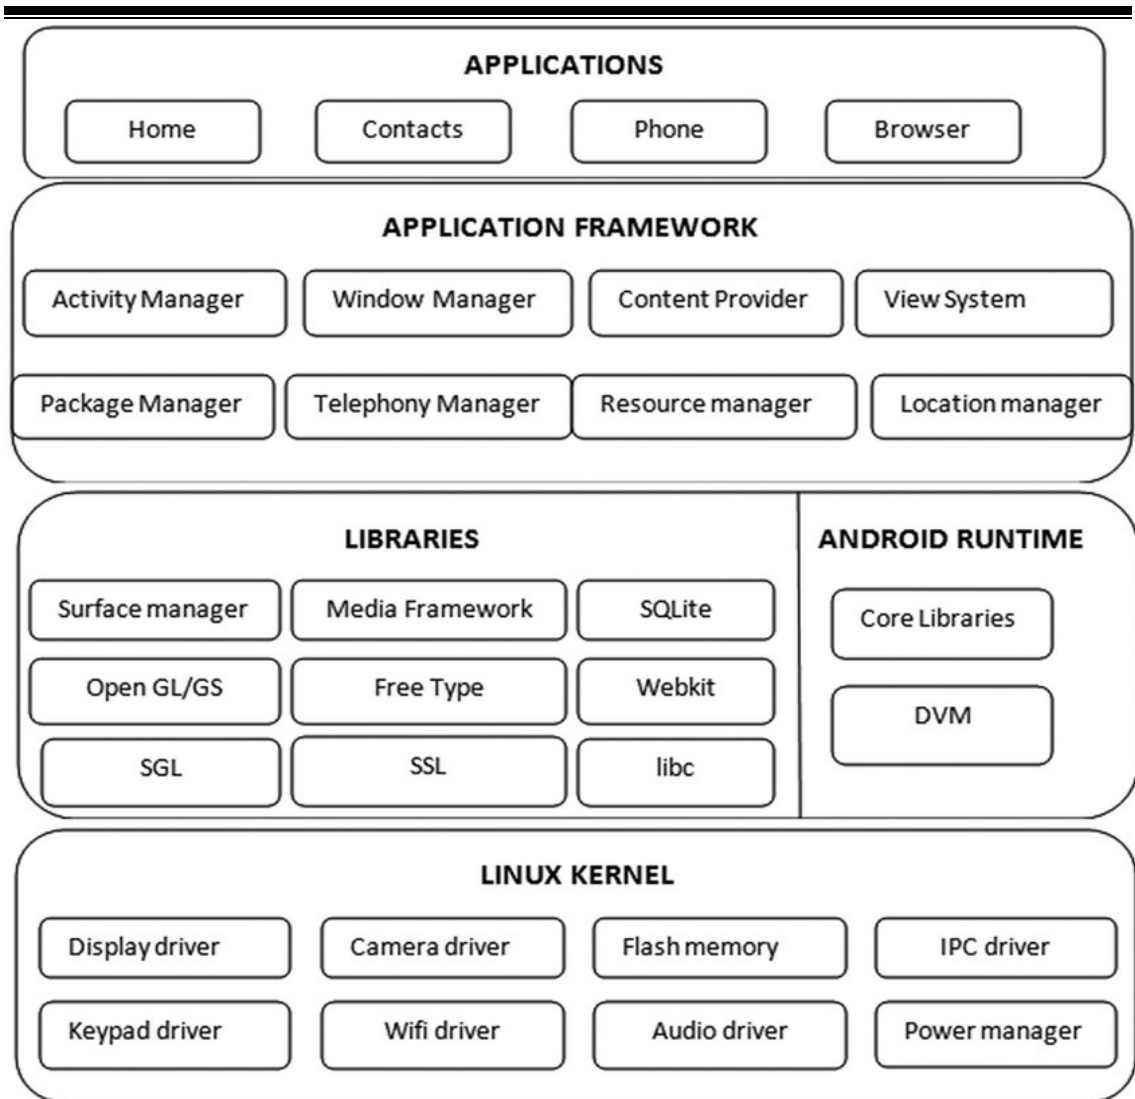 APPLICATIONS
Home Contacts Phone Browser
APPLICATION FRAMEWORK
Activity Manager Window Manager Content Provider View System
Package Manager Telephony Manager Resource manager Location manager
LIBRARIES
Surface manager Media Framework SQLite
Open GL/GS Free Type Webkit
SGL SSL libc
ANDROID RUNTIME
Core Libraries
DVM
LINUX KERNEL
Display driver Camera driver Flash memory IPC driver
Keypad driver Wifi driver Audio driver Power manager